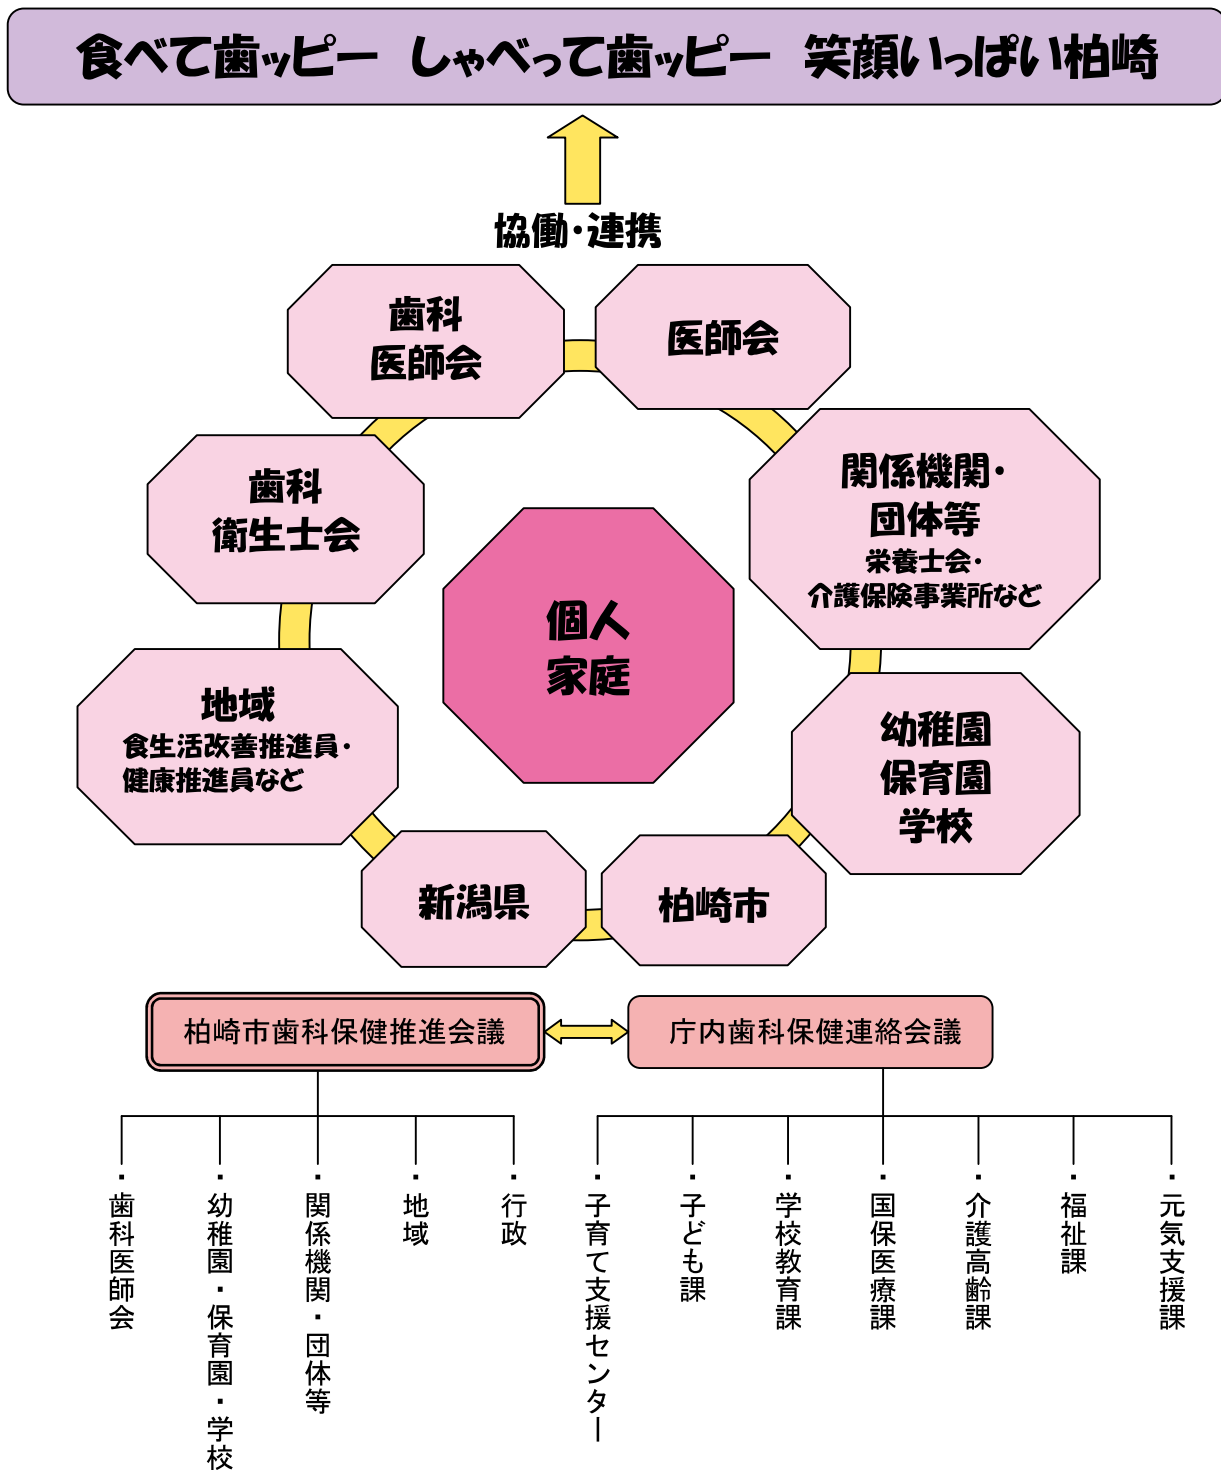 食べて歯ッピー しゃべって歯ッピー 笑顔いっぱい柏崎
協働・連携
歯科
医師会
医師会
歯科
衛生士会
関係機関・
団体等
栄養士会・
介護保険事業所など
個人
家庭
地域
食生活改善推進員・
健康推進員など
幼稚園
保育園
学校
新潟県
柏崎市
柏崎市歯科保健推進会議
庁内歯科保健連絡会議
・歯科医師会
・幼稚園・保育園・学校
・関係機関・団体等
・地域
・行政
・子育て支援センター
・子ども課
・学校教育課
・国保医療課
・介護高齢課
・福祉課
・元気支援課